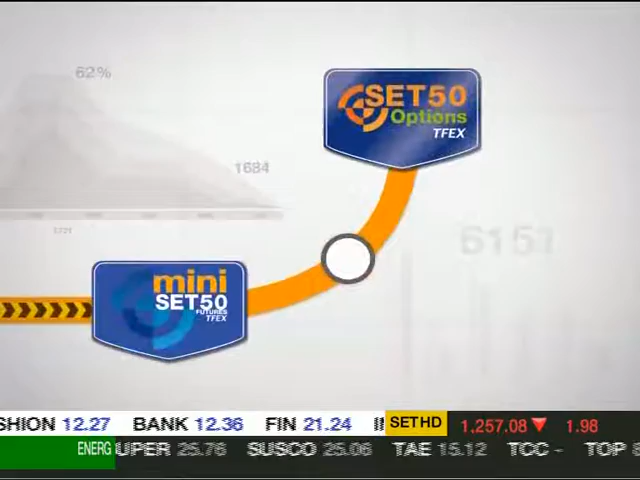 62%
SET50
Options
TFEX
1684
1721
6151
mini
SET50
FUTURES
TFEX
SHION 12.27 BANK 12.36 FIN 21.24 SETHD 1,257.08 ▼ 1.98
ENERG UPER 25.76 SUSCO 25.06 TAE 15.12 TCC - TOP